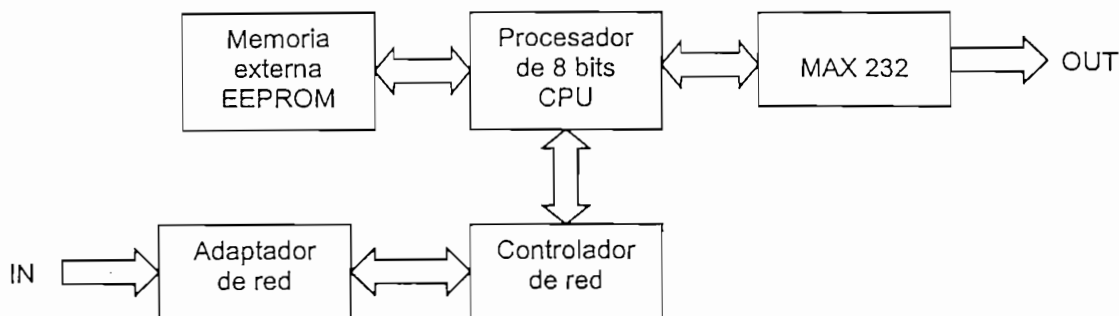 Memoria
externa
EEPROM
Procesador
de 8 bits
CPU
MAX 232
OUT
IN
Adaptador
de red
Controlador
de red